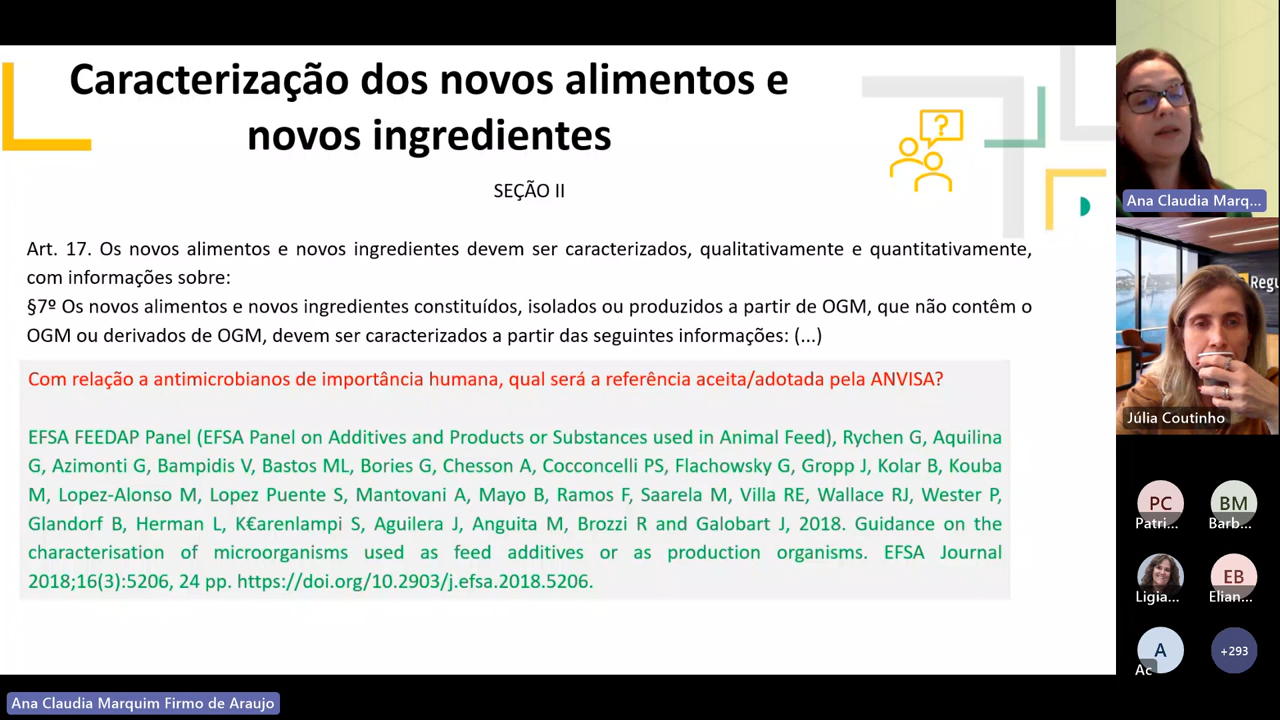 Caracterização dos novos alimentos e
novos ingredientes
SEÇÃO II
Art. 17. Os novos alimentos e novos ingredientes devem ser caracterizados, qualitativamente e quantitativamente,
com informações sobre:
§7º Os novos alimentos e novos ingredientes constituídos, isolados ou produzidos a partir de OGM, que não contêm o
OGM ou derivados de OGM, devem ser caracterizados a partir das seguintes informações: (...)
Com relação a antimicrobianos de importância humana, qual será a referência aceita/adotada pela ANVISA?
EFSA FEEDAP Panel (EFSA Panel on Additives and Products or Substances used in Animal Feed), Rychen G, Aquilina
G, Azimonti G, Bampidis V, Bastos ML, Bories G, Chesson A, Cocconcelli PS, Flachowsky G, Gropp J, Kolar B, Kouba
M, Lopez-Alonso M, Lopez Puente S, Mantovani A, Mayo B, Ramos F, Saarela M, Villa RE, Wallace RJ, Wester P,
Glandorf B, Herman L, K€arenlampi S, Aguilera J, Anguita M, Brozzi R and Galobart J, 2018. Guidance on the
characterisation of microorganisms used as feed additives or as production organisms. EFSA Journal
2018;16(3):5206, 24 pp. https://doi.org/10.2903/j.efsa.2018.5206.
?
Ana Claudia Marq...
Regu
Júlia Coutinho
PC
Patri...
BM
Barb...
Ligia...
EB
Elian...
A
Ac
+293
Ana Claudia Marquim Firmo de Araujo